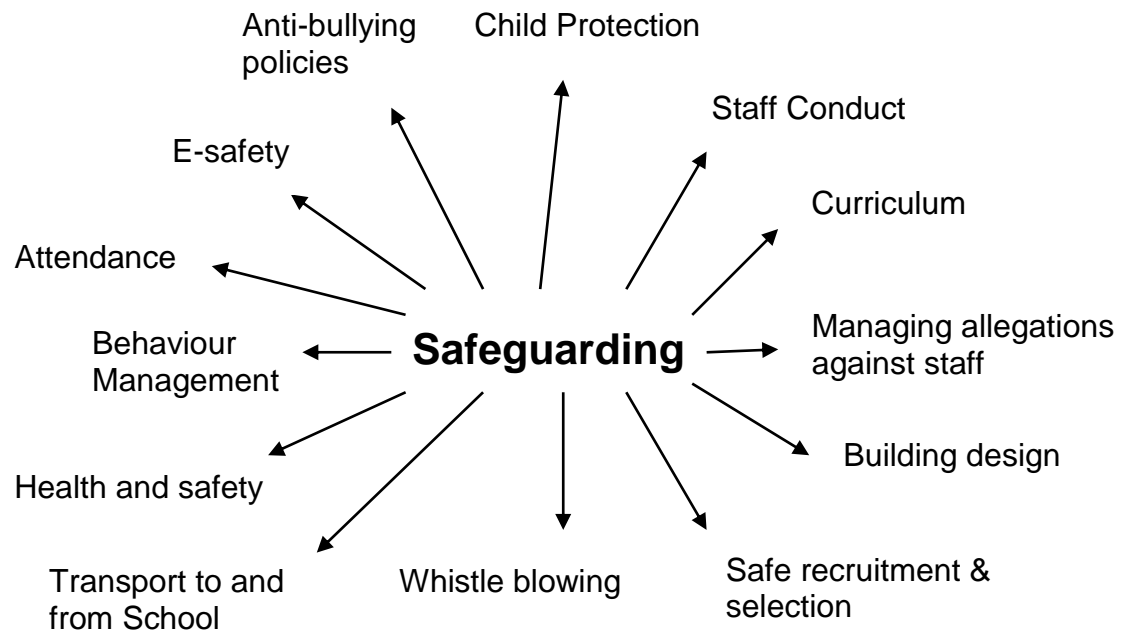 Anti-bullying
policies
Child Protection
Staff Conduct
E-safety
Curriculum
Attendance
Managing allegations
against staff
Behaviour
Management
Safeguarding
Building design
Health and safety
Transport to and
from School
Whistle blowing
Safe recruitment &
selection